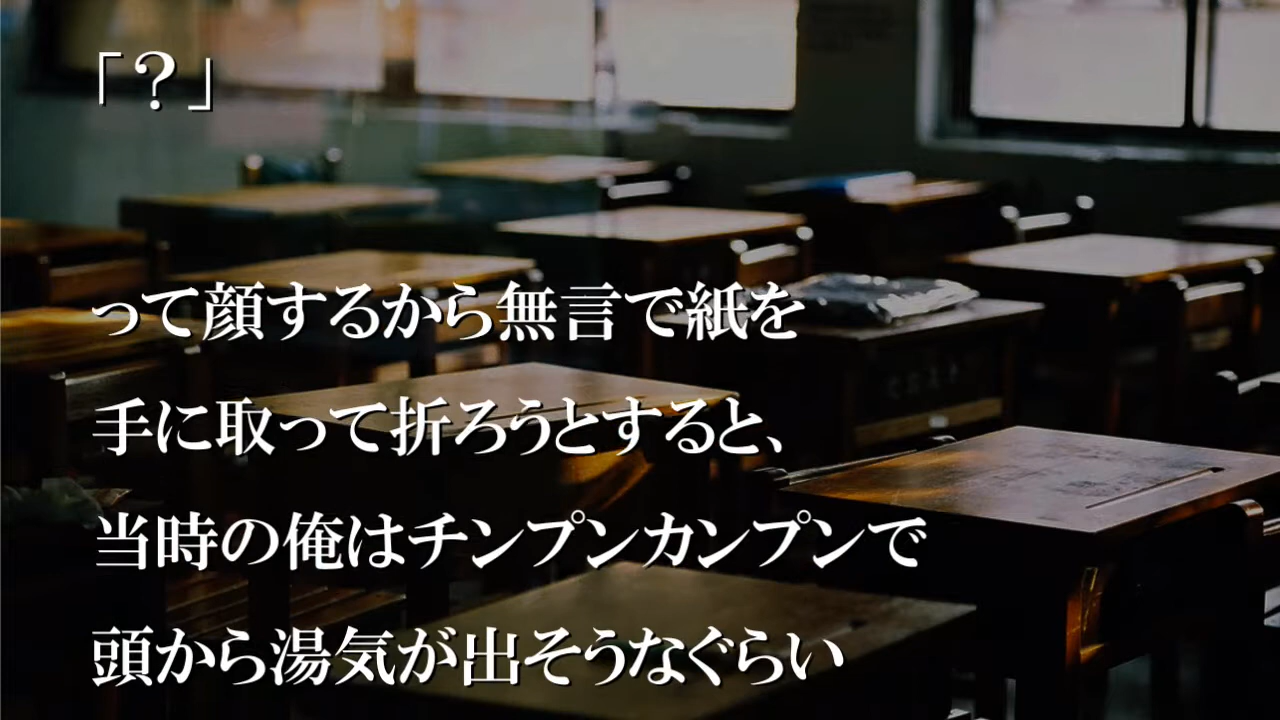 「?」
って顔するから無言で紙を
手に取って折ろうとすると、
当時の俺はチンプンカンプンで
頭から湯気が出そうなぐらい